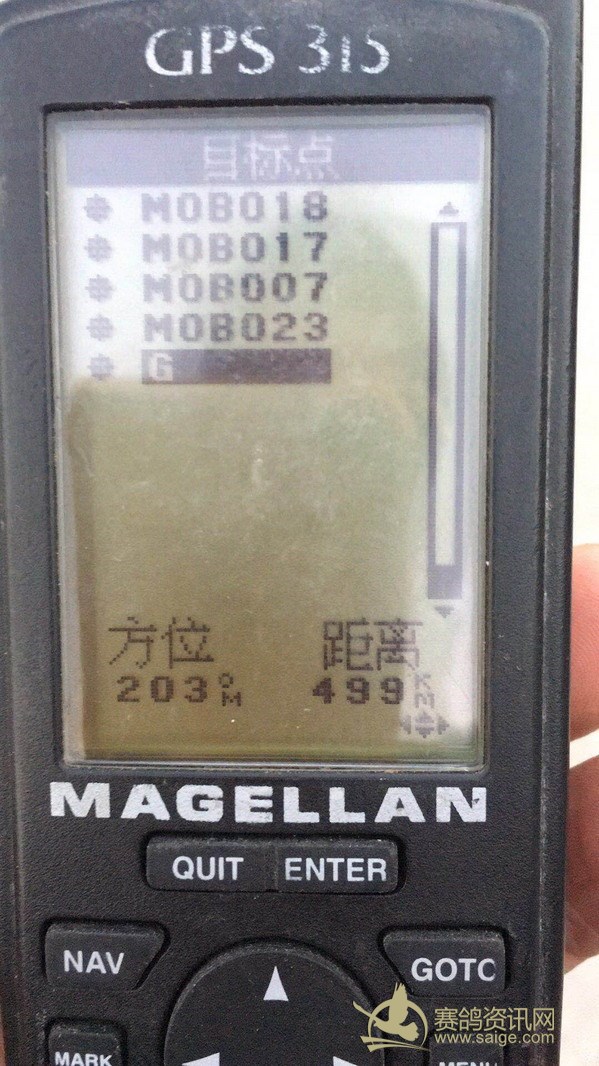 GPS 315
目标点
MOB018
MOB017
MOB007
MOB023
G
方位 距离
203°M 499KM
MAGELLAN
QUIT ENTER
NAV GOTO
MARK MENU
赛鸽资讯网
www.saige.com